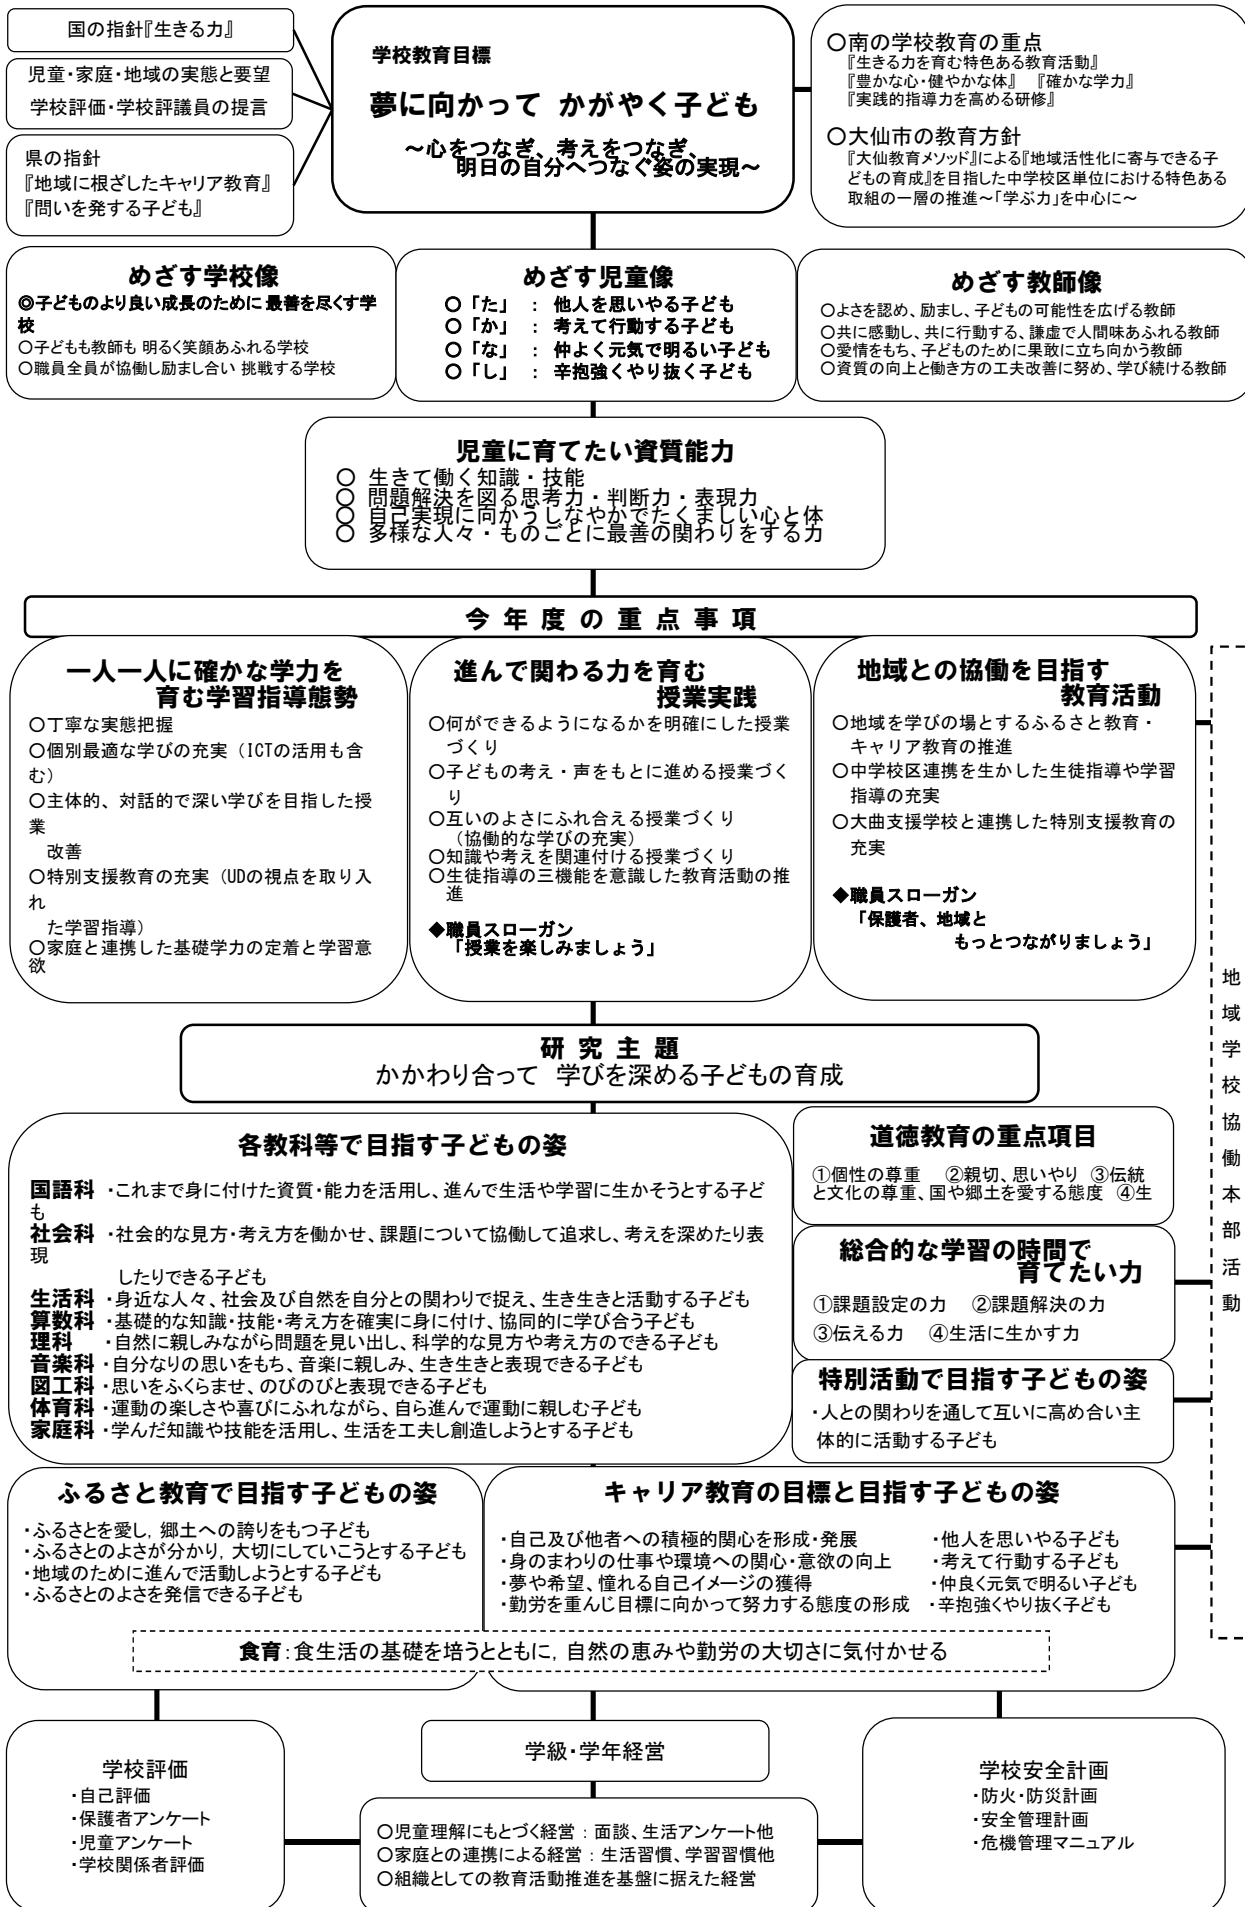 国の指針『生きる力』
児童・家庭・地域の実態と要望
学校評価・学校評議員の提言
県の指針
『地域に根ざしたキャリア教育』
『問いを発する子ども』
学校教育目標
夢に向かって かがやく子ども
～心をつなぎ、考えをつなぎ、
明日の自分へつなぐ姿の実現～
○南の学校教育の重点
『生きる力を育む特色ある教育活動』
『豊かな心・健やかな体』 『確かな学力』
『実践的指導力を高める研修』
○大仙市の教育方針
『大仙教育メソッド』による『地域活性化に寄与できる子
どもの育成』を目指した中学校区単位における特色ある
取組の一層の推進～「学ぶ力」を中心に～
めざす学校像
◎子どものより良い成長のために 最善を尽くす学
校
○子どもも教師も 明るく笑顔あふれる学校
○職員全員が協働し励まし合い 挑戦する学校
めざす児童像
○「た」 ： 他人を思いやる子ども
○「か」 ： 考えて行動する子ども
○「な」 ： 仲よく元気で明るい子ども
○「し」 ： 辛抱強くやり抜く子ども
めざす教師像
○よさを認め、励まし、子どもの可能性を広げる教師
○共に感動し、共に行動する、謙虚で人間味あふれる教師
○愛情をもち、子どものために果敢に立ち向かう教師
○資質の向上と働き方の工夫改善に努め、学び続ける教師
児童に育てたい資質能力
○ 生きて働く知識・技能
○ 問題解決を図る思考力・判断力・表現力
○ 自己実現に向かうしなやかでたくましい心と体
○ 多様な人々・ものごとに最善の関わりをする力
今年度の重点事項
一人一人に確かな学力を
育む学習指導態勢
○丁寧な実態把握
○個別最適な学びの充実（ICTの活用も含
む）
○主体的、対話的で深い学びを目指した授
業
改善
○特別支援教育の充実（UDの視点を取り入
れ
た学習指導）
○家庭と連携した基礎学力の定着と学習意
欲
進んで関わる力を育む
授業実践
○何ができるようになるかを明確にした授業
づくり
○子どもの考え・声をもとに進める授業づく
り
○互いのよさにふれ合える授業づくり
（協働的な学びの充実）
○知識や考えを関連付ける授業づくり
○生徒指導の三機能を意識した教育活動の推
進
◆職員スローガン
「授業を楽しみましょう」
地域との協働を目指す
教育活動
○地域を学びの場とするふるさと教育・
キャリア教育の推進
○中学校区連携を生かした生徒指導や学習
指導の充実
○大曲支援学校と連携した特別支援教育の
充実
◆職員スローガン
「保護者、地域と
もっとつながりましょう」
地域学校協働本部活動
研究主題
かかわり合って 学びを深める子どもの育成
各教科等で目指す子どもの姿
国語科 ・これまで身に付けた資質・能力を活用し、進んで生活や学習に生かそうとする子ど
も
社会科 ・社会的な見方・考え方を働かせ、課題について協働して追求し、考えを深めたり表
現
したりできる子ども
生活科 ・身近な人々、社会及び自然を自分との関わりで捉え、生き生きと活動する子ども
算数科 ・基礎的な知識・技能・考え方を確実に身に付け、協同的に学び合う子ども
理科 ・自然に親しみながら問題を見い出し、科学的な見方や考え方のできる子ども
音楽科 ・自分なりの思いをもち、音楽に親しみ、生き生きと表現できる子ども
図工科 ・思いをふくらませ、のびのびと表現できる子ども
体育科 ・運動の楽しさや喜びにふれながら、自ら進んで運動に親しむ子ども
家庭科 ・学んだ知識や技能を活用し、生活を工夫し創造しようとする子ども
道徳教育の重点項目
①個性の尊重 ②親切、思いやり ③伝統
と文化の尊重、国や郷土を愛する態度 ④生
総合的な学習の時間で
育てたい力
①課題設定の力 ②課題解決の力
③伝える力 ④生活に生かす力
特別活動で目指す子どもの姿
・人との関わりを通して互いに高め合い主
体的に活動する子ども
ふるさと教育で目指す子どもの姿
・ふるさとを愛し，郷土への誇りをもつ子ども
・ふるさとのよさが分かり，大切にしていこうとする子ども
・地域のために進んで活動しようとする子ども
・ふるさとのよさを発信できる子ども
キャリア教育の目標と目指す子どもの姿
・自己及び他者への積極的関心を形成・発展 ・他人を思いやる子ども
・身のまわりの仕事や環境への関心・意欲の向上 ・考えて行動する子ども
・夢や希望、憧れる自己イメージの獲得 ・仲良く元気で明るい子ども
・勤労を重んじ目標に向かって努力する態度の形成 ・辛抱強くやり抜く子ども
食育：食生活の基礎を培うとともに，自然の恵みや勤労の大切さに気付かせる
学校評価
・自己評価
・保護者アンケート
・児童アンケート
・学校関係者評価
学級・学年経営
○児童理解にもとづく経営：面談、生活アンケート他
○家庭との連携による経営：生活習慣、学習習慣他
○組織としての教育活動推進を基盤に据えた経営
学校安全計画
・防火・防災計画
・安全管理計画
・危機管理マニュアル